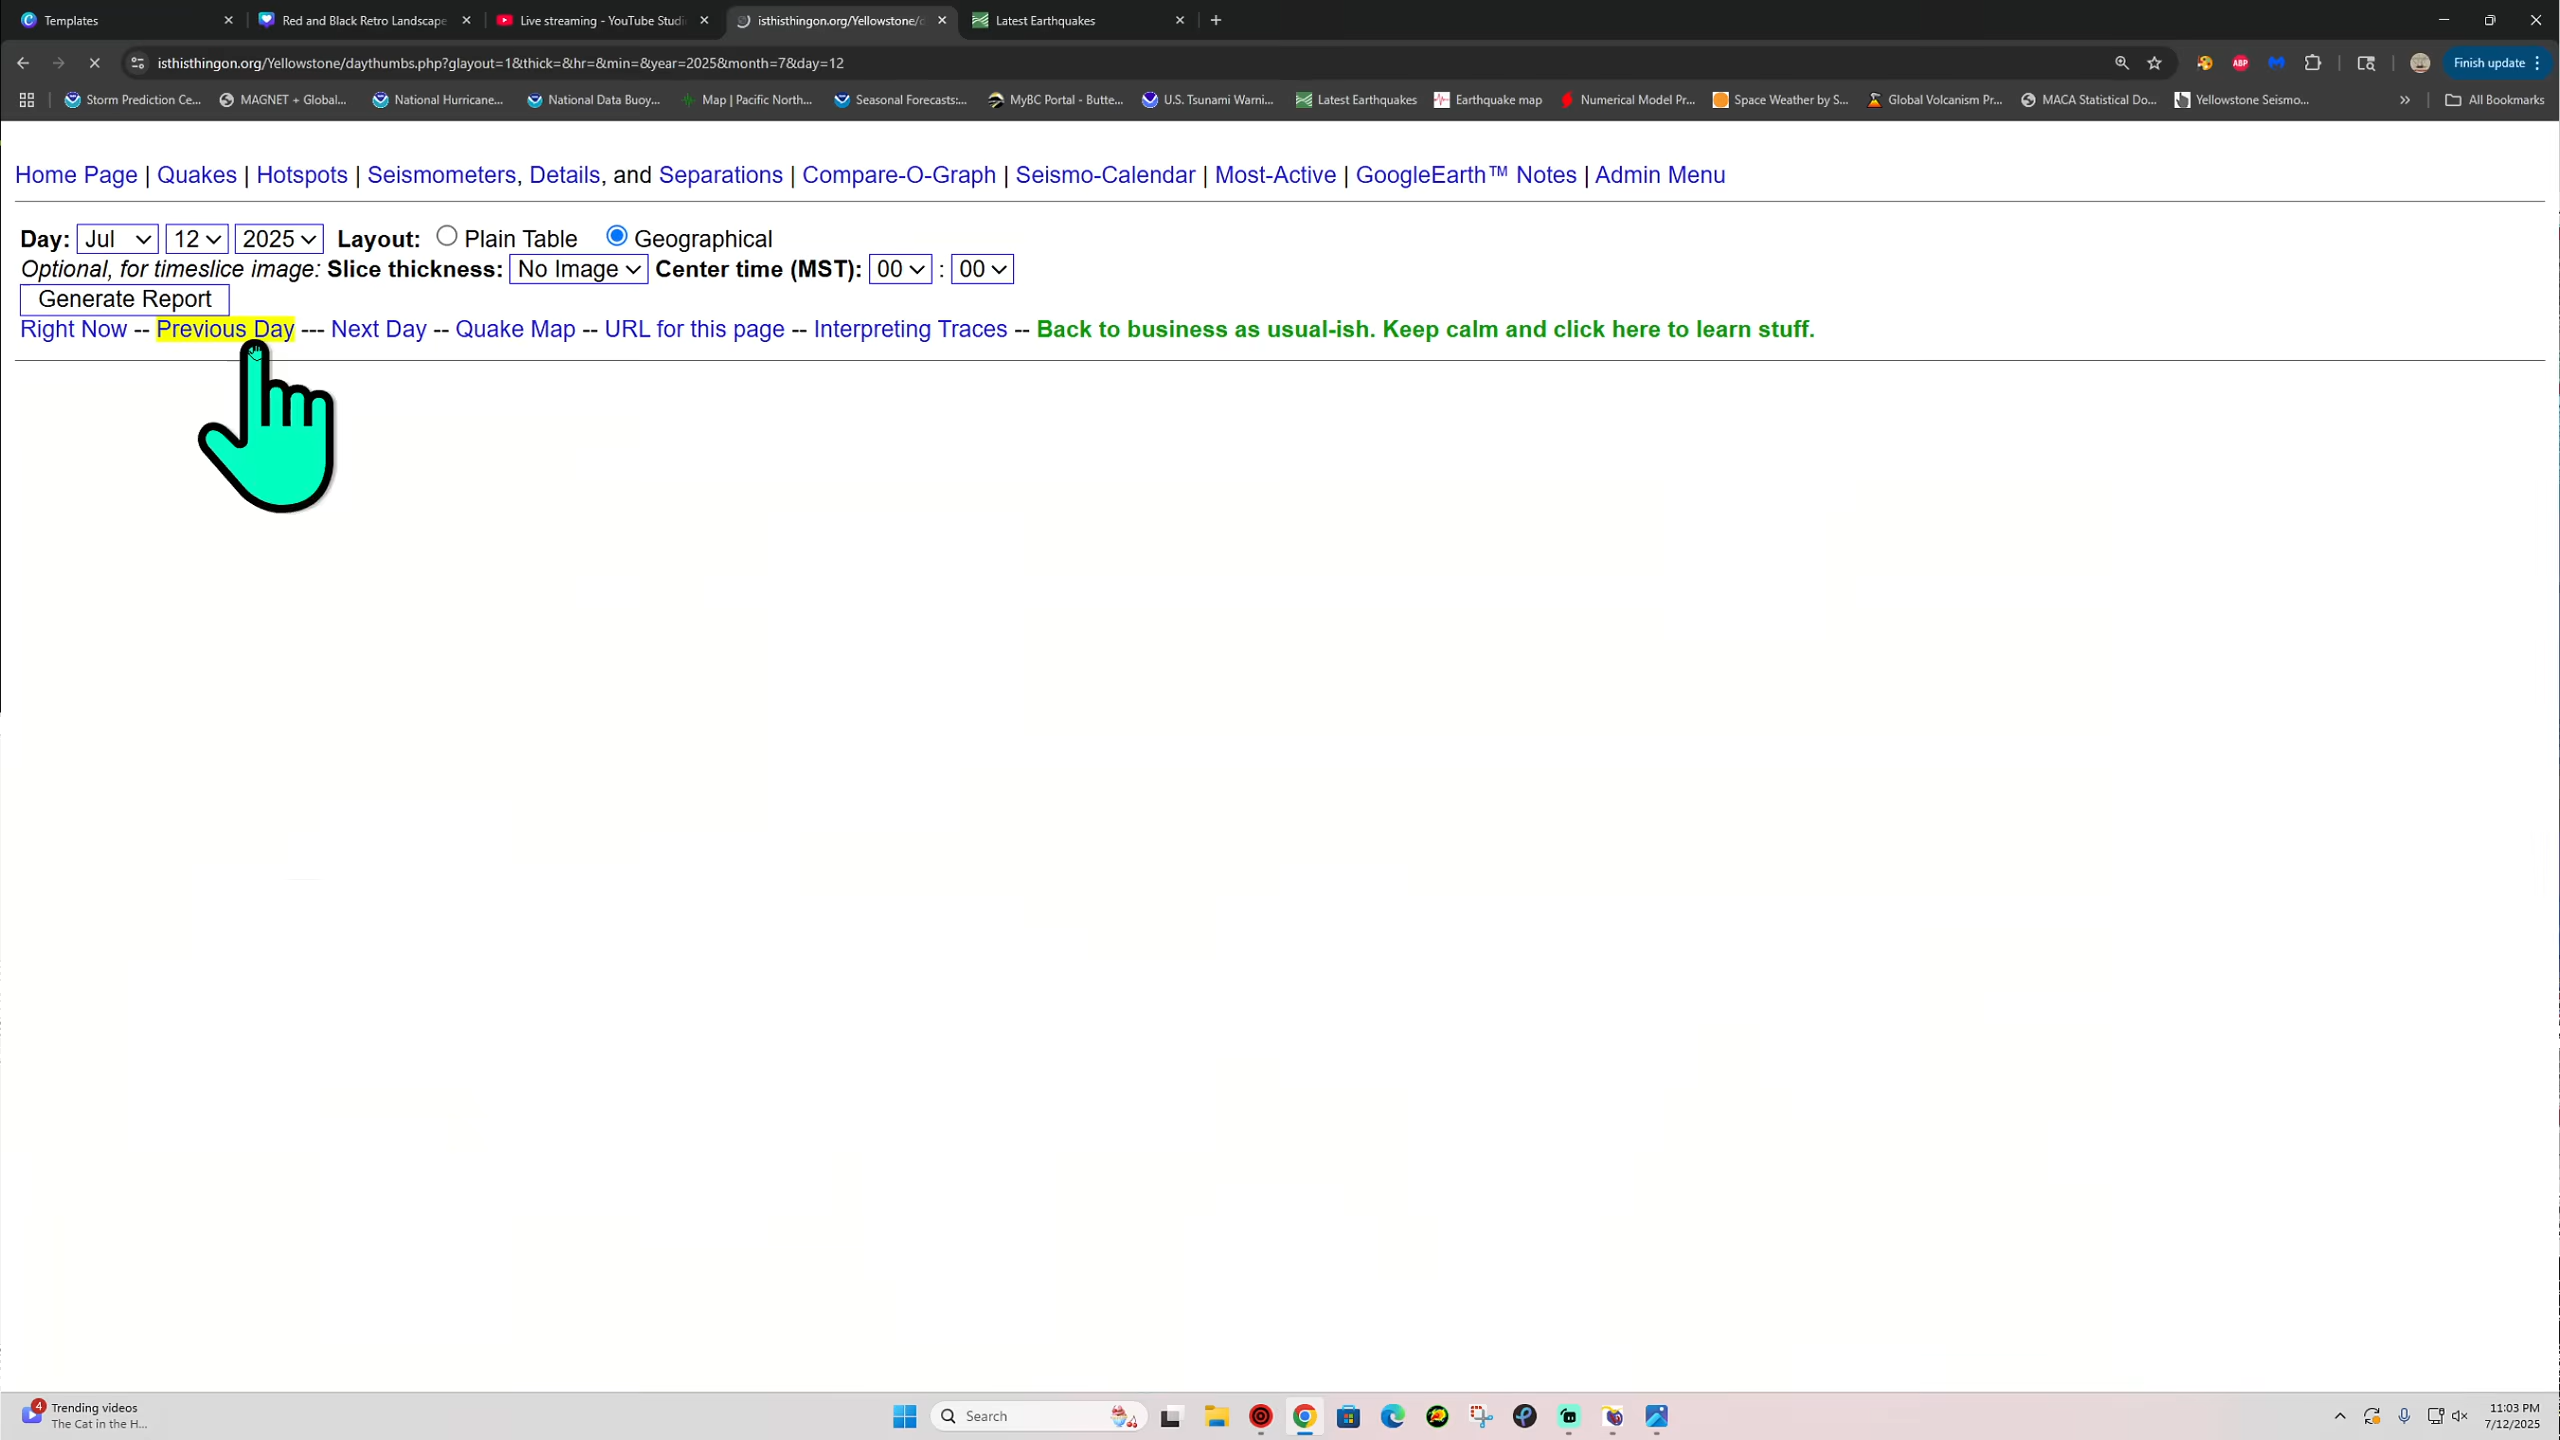 Templates
Red and Black Retro Landscape
Live streaming - YouTube Studi
isthisthingon.org/Yellowstone/d
Latest Earthquakes
isthisthingon.org/Yellowstone/daythumbs.php?glayout=1&thick=&hr=&min=&year=2025&month=7&day=12
ABP
Finish update
Storm Prediction Ce...
MAGNET + Global...
National Hurricane...
National Data Buoy...
Map | Pacific North...
Seasonal Forecasts:...
MyBC Portal - Butte...
U.S. Tsunami Warni...
Latest Earthquakes
Earthquake map
Numerical Model Pr...
Space Weather by S...
Global Volcanism Pr...
MACA Statistical Do...
Yellowstone Seismo...
All Bookmarks
Home Page | Quakes | Hotspots | Seismometers, Details, and Separations | Compare-O-Graph | Seismo-Calendar | Most-Active | GoogleEarth™ Notes | Admin Menu
Day: Jul 12 2025 Layout: Plain Table Geographical
Optional, for timeslice image: Slice thickness: No Image Center time (MST): 00 : 00
Generate Report
Right Now -- Previous Day --- Next Day -- Quake Map -- URL for this page -- Interpreting Traces -- Back to business as usual-ish. Keep calm and click here to learn stuff.
4
Trending videos
The Cat in the H...
Search
11:03 PM
7/12/2025